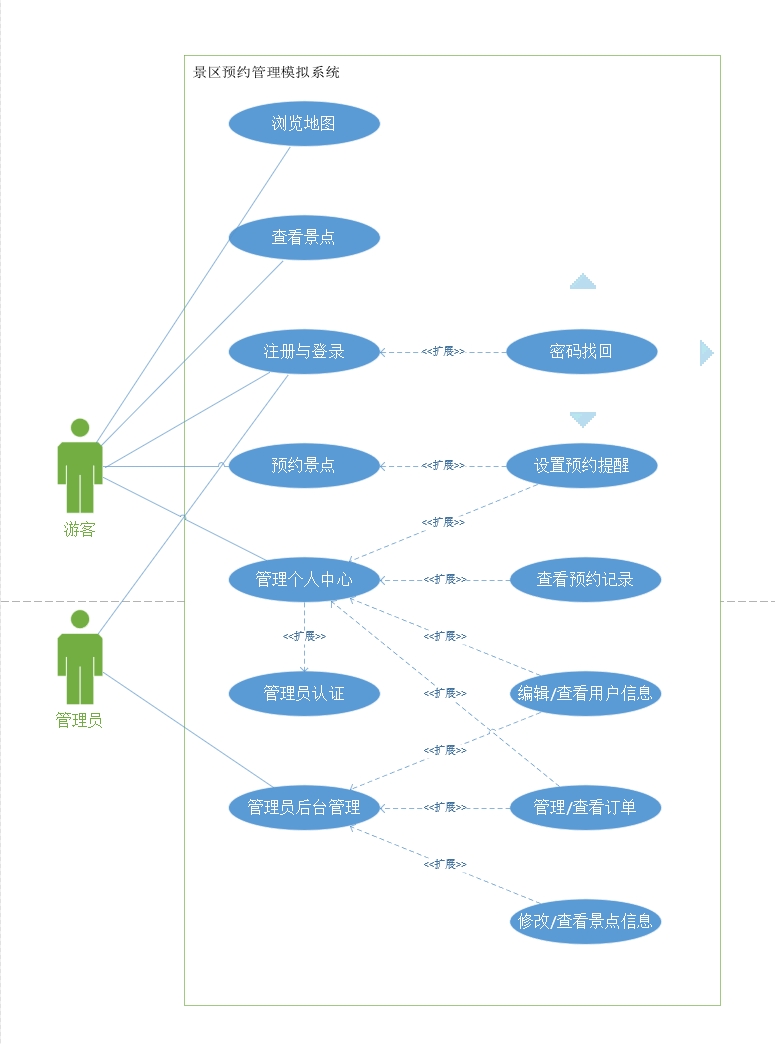 景区预约管理模拟系统
浏览地图
查看景点
注册与登录
<<扩展>>
密码找回
预约景点
<<扩展>>
设置预约提醒
<<扩展>>
游客
管理个人中心
<<扩展>>
查看预约记录
<<扩展>>
<<扩展>>
管理员认证
<<扩展>>
编辑/查看用户信息
管理员
<<扩展>>
管理员后台管理
<<扩展>>
管理/查看订单
<<扩展>>
修改/查看景点信息